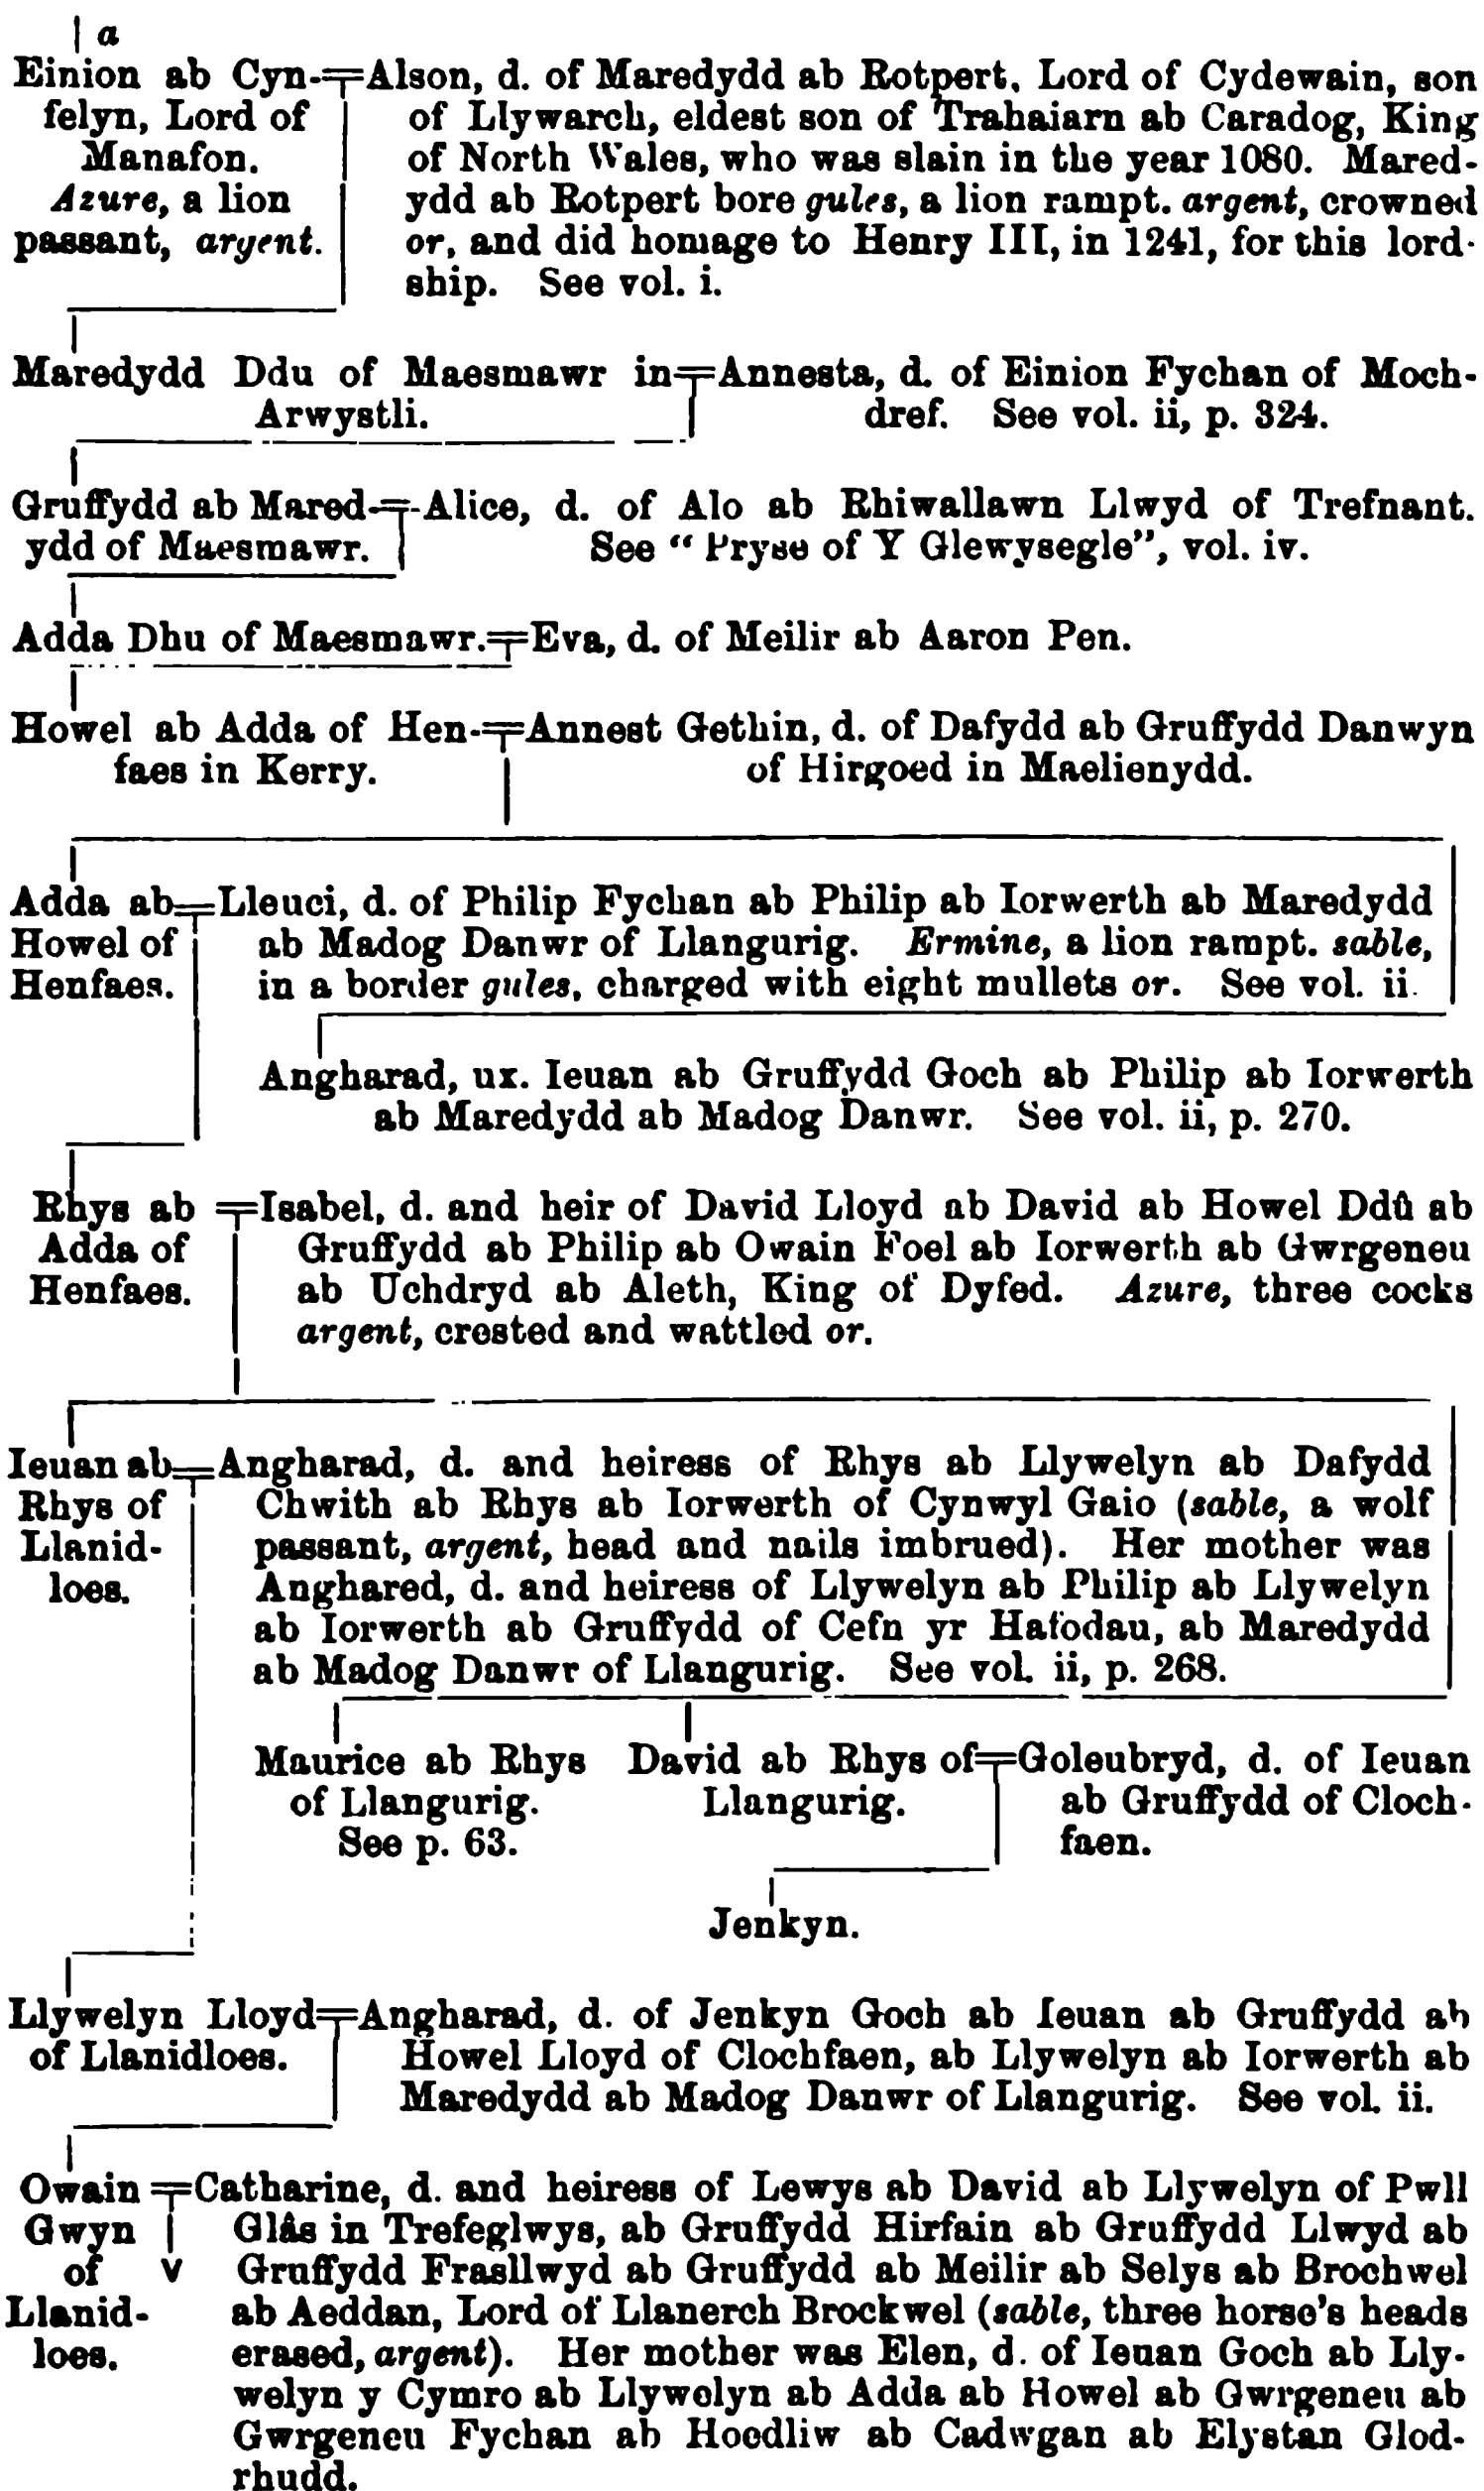 a
Einion ab Cyn-
felyn, Lord of
Manafon.
Azure, a lion
passant, argent.
Alson, d. of Maredydd ab Rotpert, Lord of Cydewain, son
of Llywarch, eldest son of Trahaiarn ab Caradog, King
of North Wales, who was slain in the year 1080. Mared-
ydd ab Rotpert bore gules, a lion rampt. argent, crowned
or, and did homage to Henry III, in 1241, for this lord-
ship. See vol. i.
Maredydd Ddu of Maesmawr in
Arwystli.
Annesta, d. of Einion Fychan of Moch-
dref. See vol. ii, p. 324.
Gruffydd ab Mared-
ydd of Maesmawr.
Alice, d. of Alo ab Rhiwallawn Llwyd of Trefnant.
See "Pryse of Y Glewysegle", vol. iv.
Adda Dhu of Maesmawr.
Eva, d. of Meilir ab Aaron Pen.
Howel ab Adda of Hen-
faes in Kerry.
Annest Gethin, d. of Dafydd ab Gruffydd Danwyn
of Hirgoed in Maelienydd.
Adda ab
Howel of
Henfaes.
Lleuci, d. of Philip Fychan ab Philip ab Iorwerth ab Maredydd
ab Madog Danwr of Llangurig. Ermine, a lion rampt. sable,
in a border gules, charged with eight mullets or. See vol. ii.
Angharad, ux. Ieuan ab Gruffydd Goch ab Philip ab Iorwerth
ab Maredydd ab Madog Danwr. See vol. ii, p. 270.
Rhys ab
Adda of
Henfaes.
Isabel, d. and heir of David Lloyd ab David ab Howel Ddû ab
Gruffydd ab Philip ab Owain Foel ab Iorwerth ab Gwrgeneu
ab Uchdryd ab Aleth, King of Dyfed. Azure, three cocks
argent, crested and wattled or.
Ieuan ab
Rhys of
Llanid-
loes.
Angharad, d. and heiress of Rhys ab Llywelyn ab Dafydd
Chwith ab Rhys ab Iorwerth of Cynwyl Gaio (sable, a wolf
passant, argent, head and nails imbrued). Her mother was
Anghared, d. and heiress of Llywelyn ab Philip ab Llywelyn
ab Iorwerth ab Gruffydd of Cefn yr Hafodau, ab Maredydd
ab Madog Danwr of Llangurig. See vol. ii, p. 268.
Maurice ab Rhys
of Llangurig.
See p. 63.
David ab Rhys of
Llangurig.
Goleubryd, d. of Ieuan
ab Gruffydd of Cloch-
faen.
Jenkyn.
Llywelyn Lloyd
of Llanidloes.
Angharad, d. of Jenkyn Goch ab Ieuan ab Gruffydd ab
Howel Lloyd of Clochfaen, ab Llywelyn ab Iorwerth ab
Maredydd ab Madog Danwr of Llangurig. See vol. ii.
Owain
Gwyn
of
Llanid-
loes.
Catharine, d. and heiress of Lewys ab David ab Llywelyn of Pwll
Glâs in Trefeglwys, ab Gruffydd Hirfain ab Gruffydd Llwyd ab
Gruffydd Frasllwyd ab Gruffydd ab Meilir ab Selys ab Brochwel
ab Aeddan, Lord of Llanerch Brockwel (sable, three horse's heads
erased, argent). Her mother was Elen, d. of Ieuan Goch ab Lly-
welyn y Cymro ab Llywelyn ab Adda ab Howel ab Gwrgeneu ab
Gwrgeneu Fychan ab Hoedliw ab Cadwgan ab Elystan Glod-
rhudd.